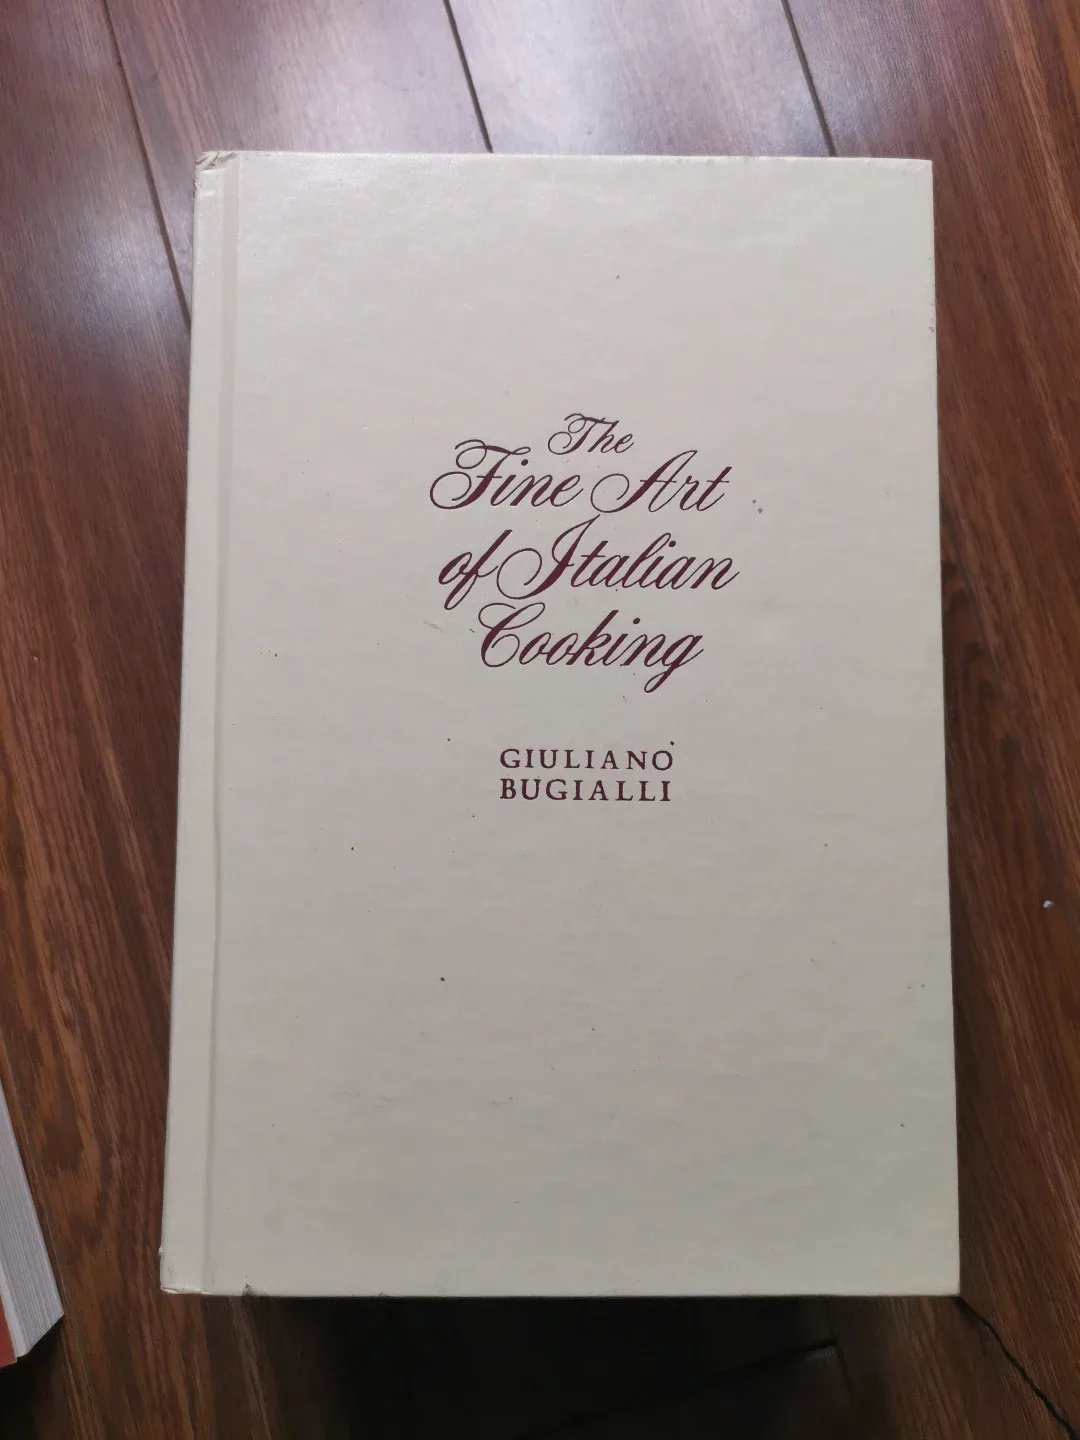 The
Fine Art
of Italian
Cooking
GIULIANO
BUGIALLI